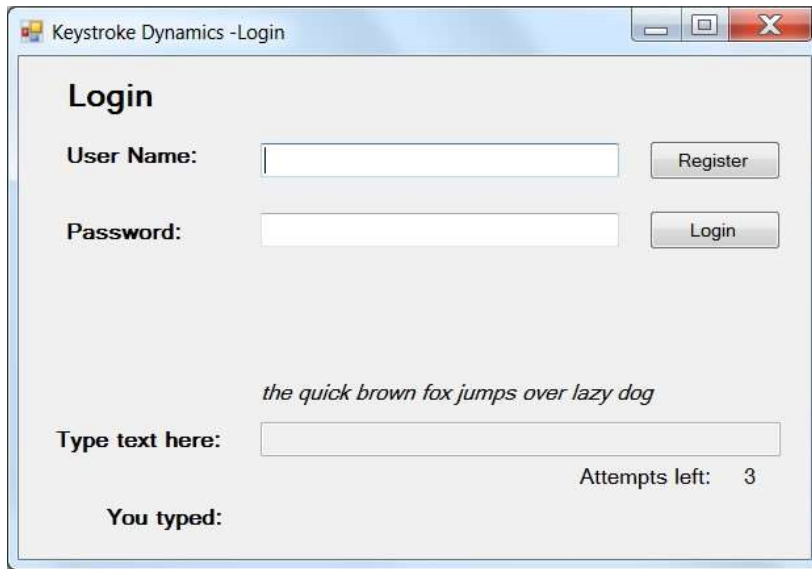 Keystroke Dynamics -Login
Login
User Name:
Register
Password:
Login
the quick brown fox jumps over lazy dog
Type text here:
Attempts left: 3
You typed: